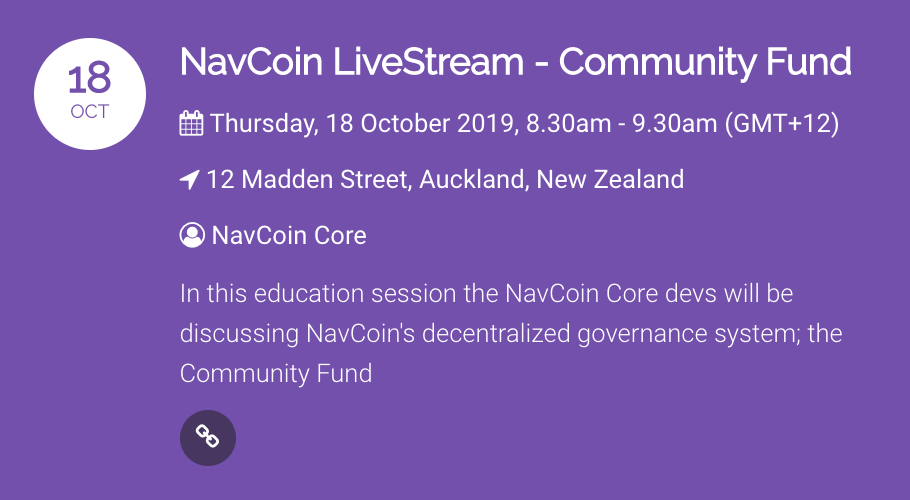 18
OCT
NavCoin LiveStream - Community Fund
Thursday, 18 October 2019, 8.30am - 9.30am (GMT+12)
12 Madden Street, Auckland, New Zealand
NavCoin Core
In this education session the NavCoin Core devs will be
discussing NavCoin's decentralized governance system; the
Community Fund